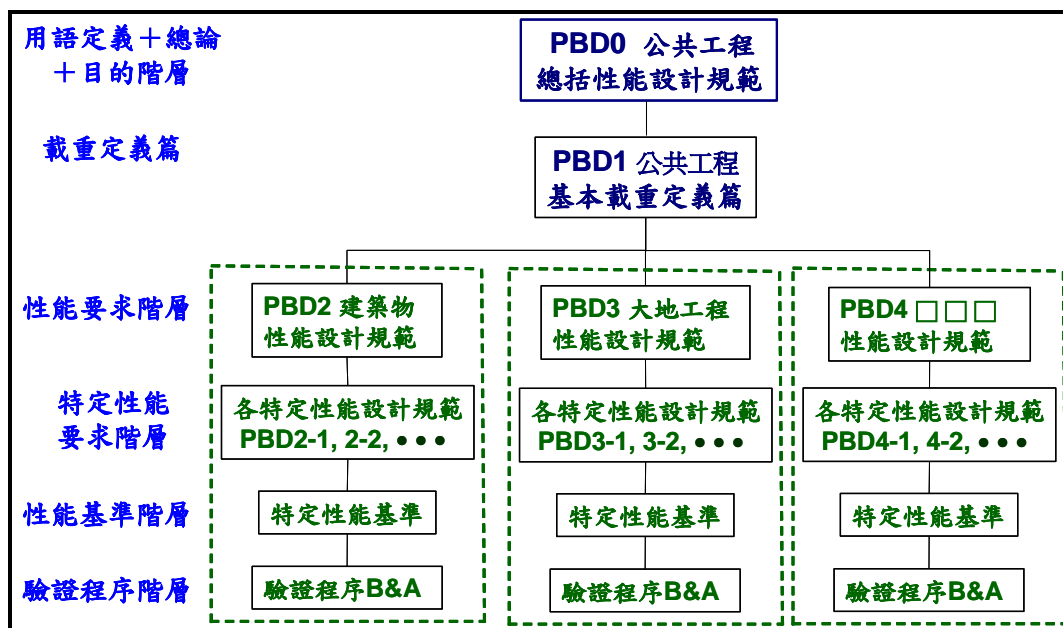 用語定義＋總論
＋目的階層
PBD0 公共工程
總括性能設計規範
載重定義篇
PBD1 公共工程
基本載重定義篇
性能要求階層
PBD2 建築物
性能設計規範
PBD3 大地工程
性能設計規範
PBD4 □□□
性能設計規範
特定性能
要求階層
各特定性能設計規範
PBD2-1, 2-2, •••
各特定性能設計規範
PBD3-1, 3-2, •••
各特定性能設計規範
PBD4-1, 4-2, •••
性能基準階層
特定性能基準
特定性能基準
特定性能基準
驗證程序階層
驗證程序B&A
驗證程序B&A
驗證程序B&A